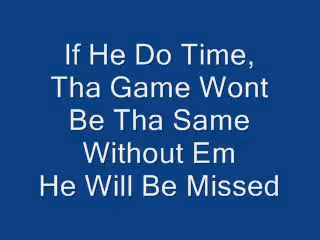 If He Do Time,
Tha Game Wont
Be Tha Same
Without Em
He Will Be Missed